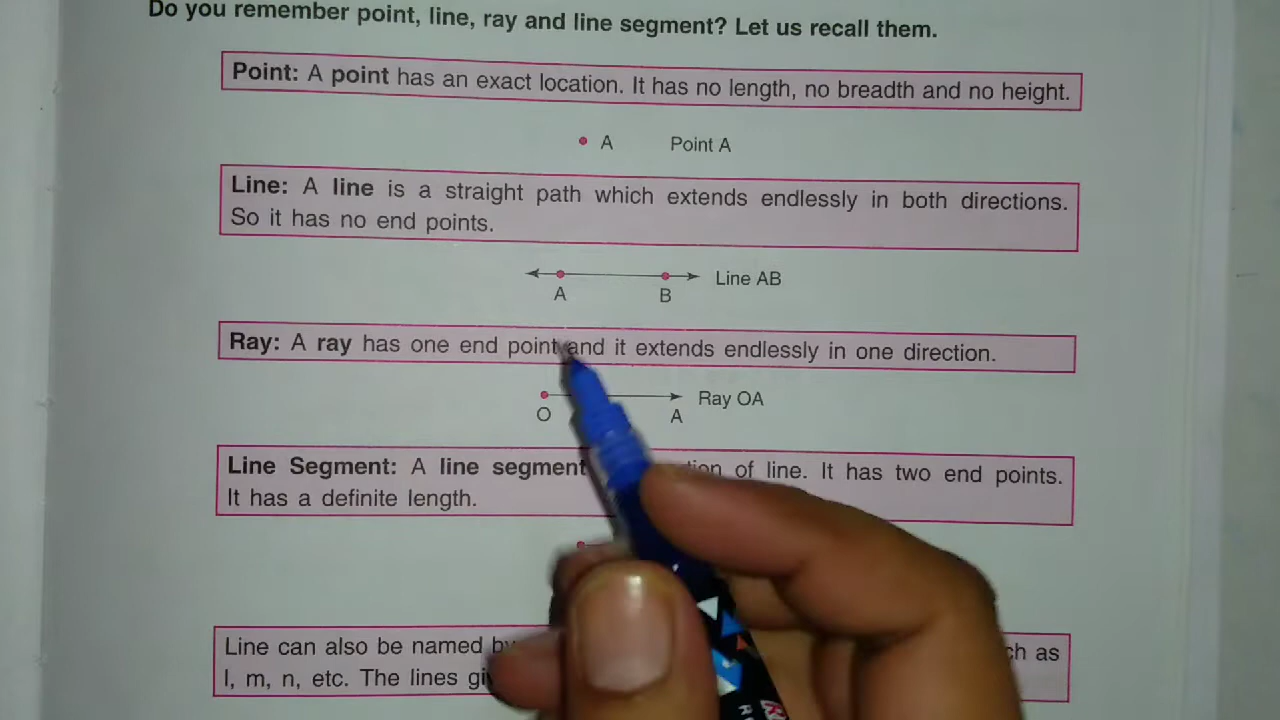 Do you remember point, line, ray and line segment? Let us recall them.
Point: A point has an exact location. It has no length, no breadth and no height.
A Point A
Line: A line is a straight path which extends endlessly in both directions.
So it has no end points.
A B Line AB
Ray: A ray has one end point and it extends endlessly in one direction.
O A Ray OA
Line Segment: A line segment of line. It has two end points.
It has a definite length.
Line can also be named as
l, m, n, etc. The lines